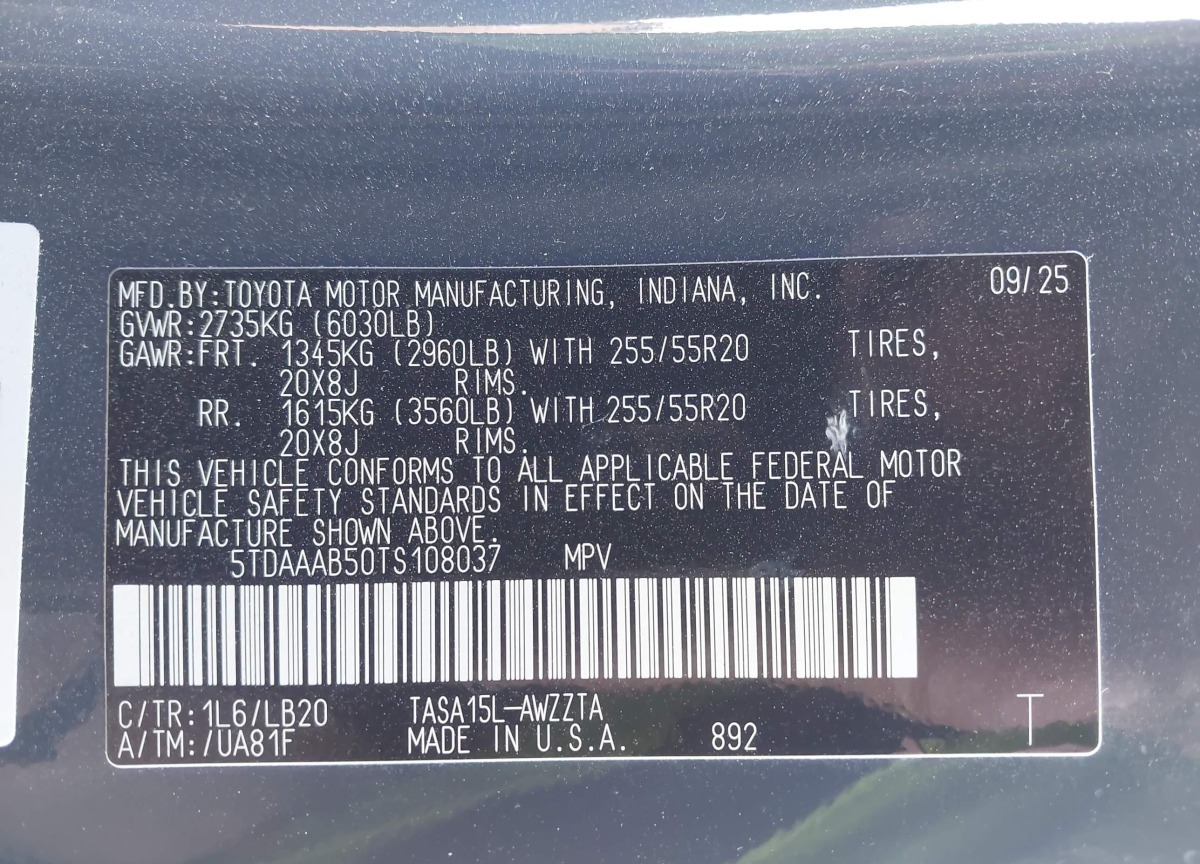 MFD.BY:TOYOTA MOTOR MANUFACTURING, INDIANA, INC. 09/25
GVWR:2735KG (6030LB)
GAWR:FRT. 1345KG (2960LB) WITH 255/55R20 TIRES,
20X8J RIMS.
RR. 1615KG (3560LB) WITH 255/55R20 TIRES,
20X8J RIMS.
THIS VEHICLE CONFORMS TO ALL APPLICABLE FEDERAL MOTOR
VEHICLE SAFETY STANDARDS IN EFFECT ON THE DATE OF
MANUFACTURE SHOWN ABOVE.
5TDAAAB50TS108037 MPV
C/TR:1L6/LB20 TASA15L-AWZZTA T
A/TM:/UA81F MADE IN U.S.A. 892